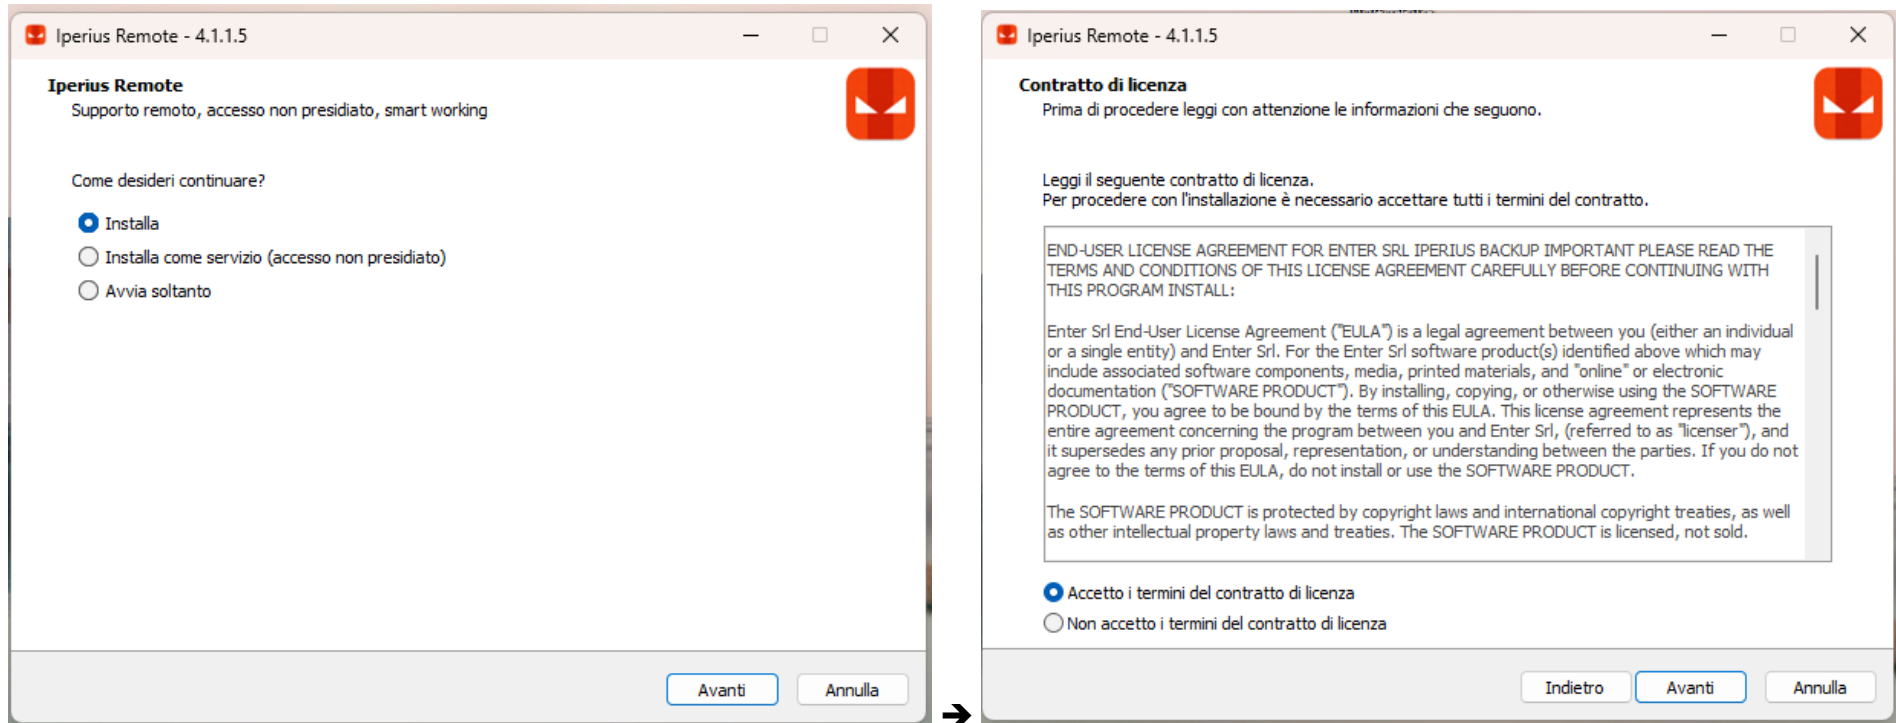 Iperius Remote - 4.1.1.5
Iperius Remote
Supporto remoto, accesso non presidiato, smart working
Come desideri continuare?
Installa
Installa come servizio (accesso non presidiato)
Avvia soltanto
Avanti
Annulla
Iperius Remote - 4.1.1.5
Contratto di licenza
Prima di procedere leggi con attenzione le informazioni che seguono.
Leggi il seguente contratto di licenza.
Per procedere con l'installazione è necessario accettare tutti i termini del contratto.
END-USER LICENSE AGREEMENT FOR ENTER SRL IPERIUS BACKUP IMPORTANT PLEASE READ THE
TERMS AND CONDITIONS OF THIS LICENSE AGREEMENT CAREFULLY BEFORE CONTINUING WITH
THIS PROGRAM INSTALL:
Enter Srl End-User License Agreement ("EULA") is a legal agreement between you (either an individual
or a single entity) and Enter Srl. For the Enter Srl software product(s) identified above which may
include associated software components, media, printed materials, and "online" or electronic
documentation ("SOFTWARE PRODUCT"). By installing, copying, or otherwise using the SOFTWARE
PRODUCT, you agree to be bound by the terms of this EULA. This license agreement represents the
entire agreement concerning the program between you and Enter Srl, (referred to as "licenser"), and
it supersedes any prior proposal, representation, or understanding between the parties. If you do not
agree to the terms of this EULA, do not install or use the SOFTWARE PRODUCT.
The SOFTWARE PRODUCT is protected by copyright laws and international copyright treaties, as well
as other intellectual property laws and treaties. The SOFTWARE PRODUCT is licensed, not sold.
Accetto i termini del contratto di licenza
Non accetto i termini del contratto di licenza
Indietro
Avanti
Annulla